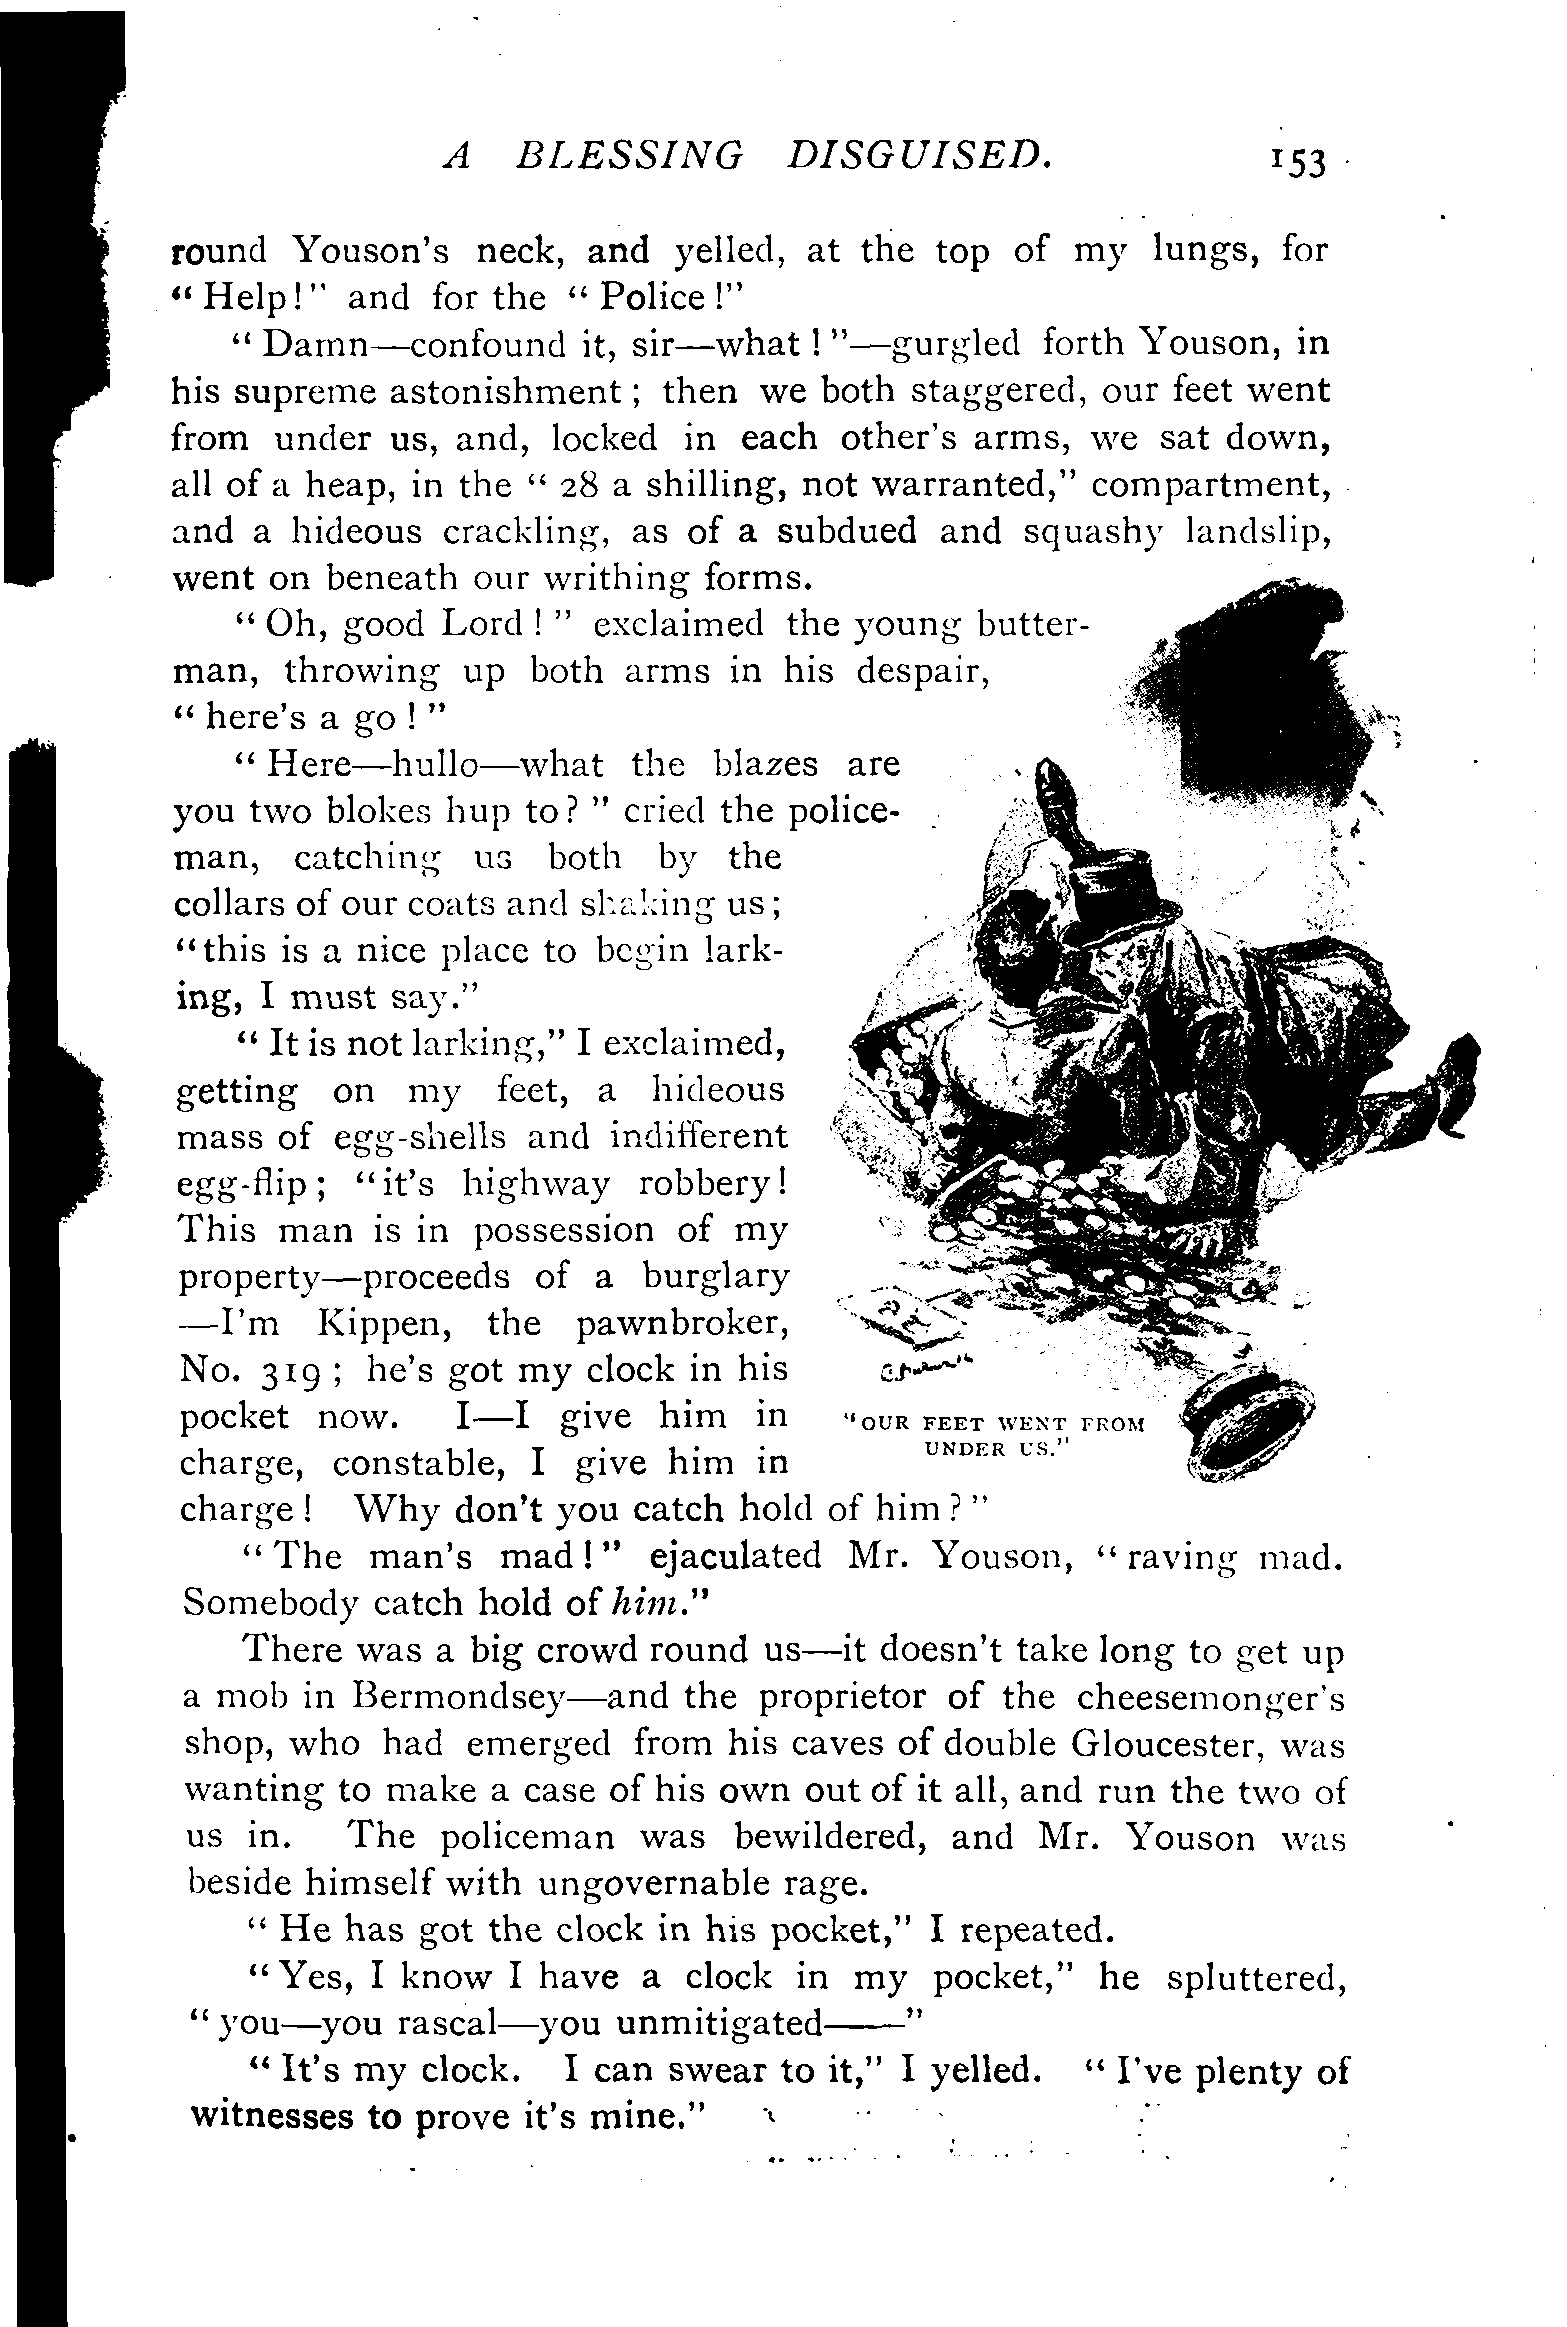 A BLESSING DISGUISED. 153
round Youson's neck, and yelled, at the top of my lungs, for
"Help!" and for the "Police!"
"Damn—confound it, sir—what!"—gurgled forth Youson, in
his supreme astonishment; then we both staggered, our feet went
from under us, and, locked in each other's arms, we sat down,
all of a heap, in the "28 a shilling, not warranted," compartment,
and a hideous crackling, as of a subdued and squashy landslip,
went on beneath our writhing forms.
"Oh, good Lord!" exclaimed the young butter-
man, throwing up both arms in his despair,
"here's a go!"
"Here—hullo—what the blazes are
you two blokes hup to?" cried the police-
man, catching us both by the
collars of our coats and shaking us;
"this is a nice place to begin lark-
ing, I must say."
"It is not larking," I exclaimed,
getting on my feet, a hideous
mass of egg-shells and indifferent
egg-flip; "it's highway robbery!
This man is in possession of my
property—proceeds of a burglary
—I'm Kippen, the pawnbroker,
No. 319; he's got my clock in his
pocket now. I—I give him in
charge, constable, I give him in
charge! Why don't you catch hold of him?"
"OUR FEET WENT FROM
UNDER US."
"The man's mad!" ejaculated Mr. Youson, "raving mad.
Somebody catch hold of him."
There was a big crowd round us—it doesn't take long to get up
a mob in Bermondsey—and the proprietor of the cheesemonger's
shop, who had emerged from his caves of double Gloucester, was
wanting to make a case of his own out of it all, and run the two of
us in. The policeman was bewildered, and Mr. Youson was
beside himself with ungovernable rage.
"He has got the clock in his pocket," I repeated.
"Yes, I know I have a clock in my pocket," he spluttered,
"you—you rascal—you unmitigated——"
"It's my clock. I can swear to it," I yelled. "I've plenty of
witnesses to prove it's mine."